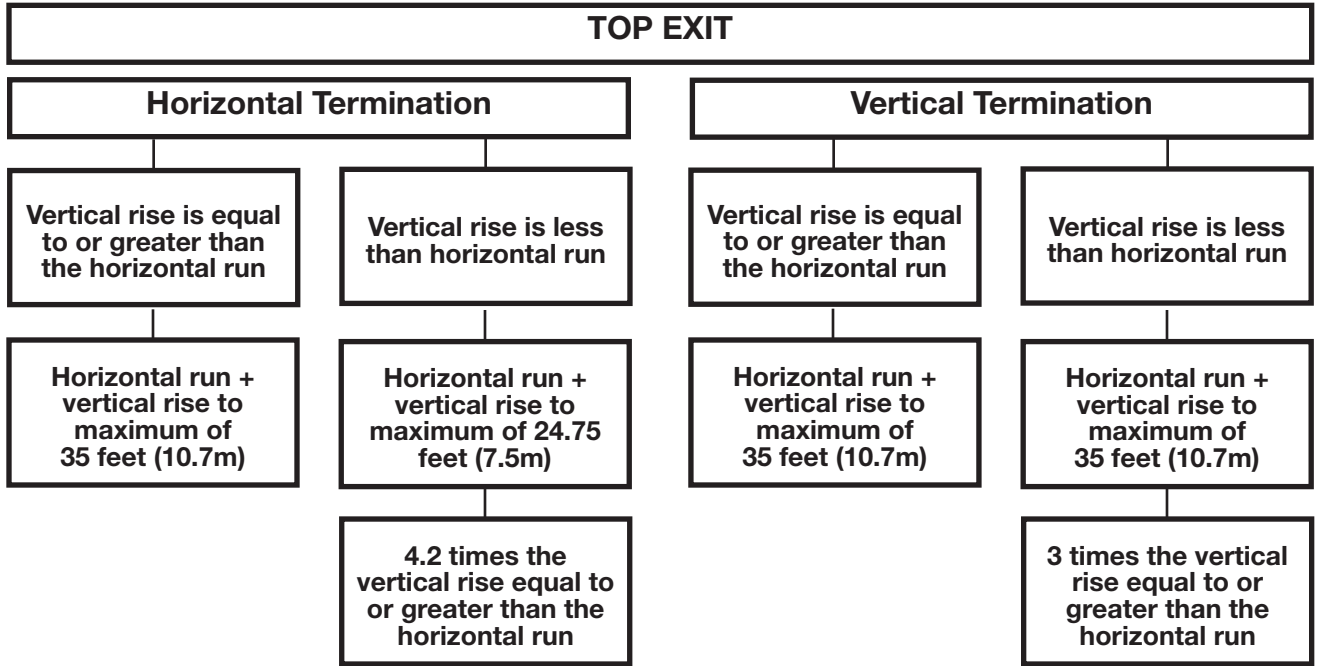 TOP EXIT
Horizontal Termination
Vertical rise is equal
to or greater than
the horizontal run
Horizontal run +
vertical rise to
maximum of
35 feet (10.7m)
Vertical rise is less
than horizontal run
Horizontal run +
vertical rise to
maximum of 24.75
feet (7.5m)
4.2 times the
vertical rise equal to
or greater than the
horizontal run
Vertical Termination
Vertical rise is equal
to or greater than
the horizontal run
Horizontal run +
vertical rise to
maximum of
35 feet (10.7m)
Vertical rise is less
than horizontal run
Horizontal run +
vertical rise to
maximum of
35 feet (10.7m)
3 times the vertical
rise equal to or
greater than the
horizontal run